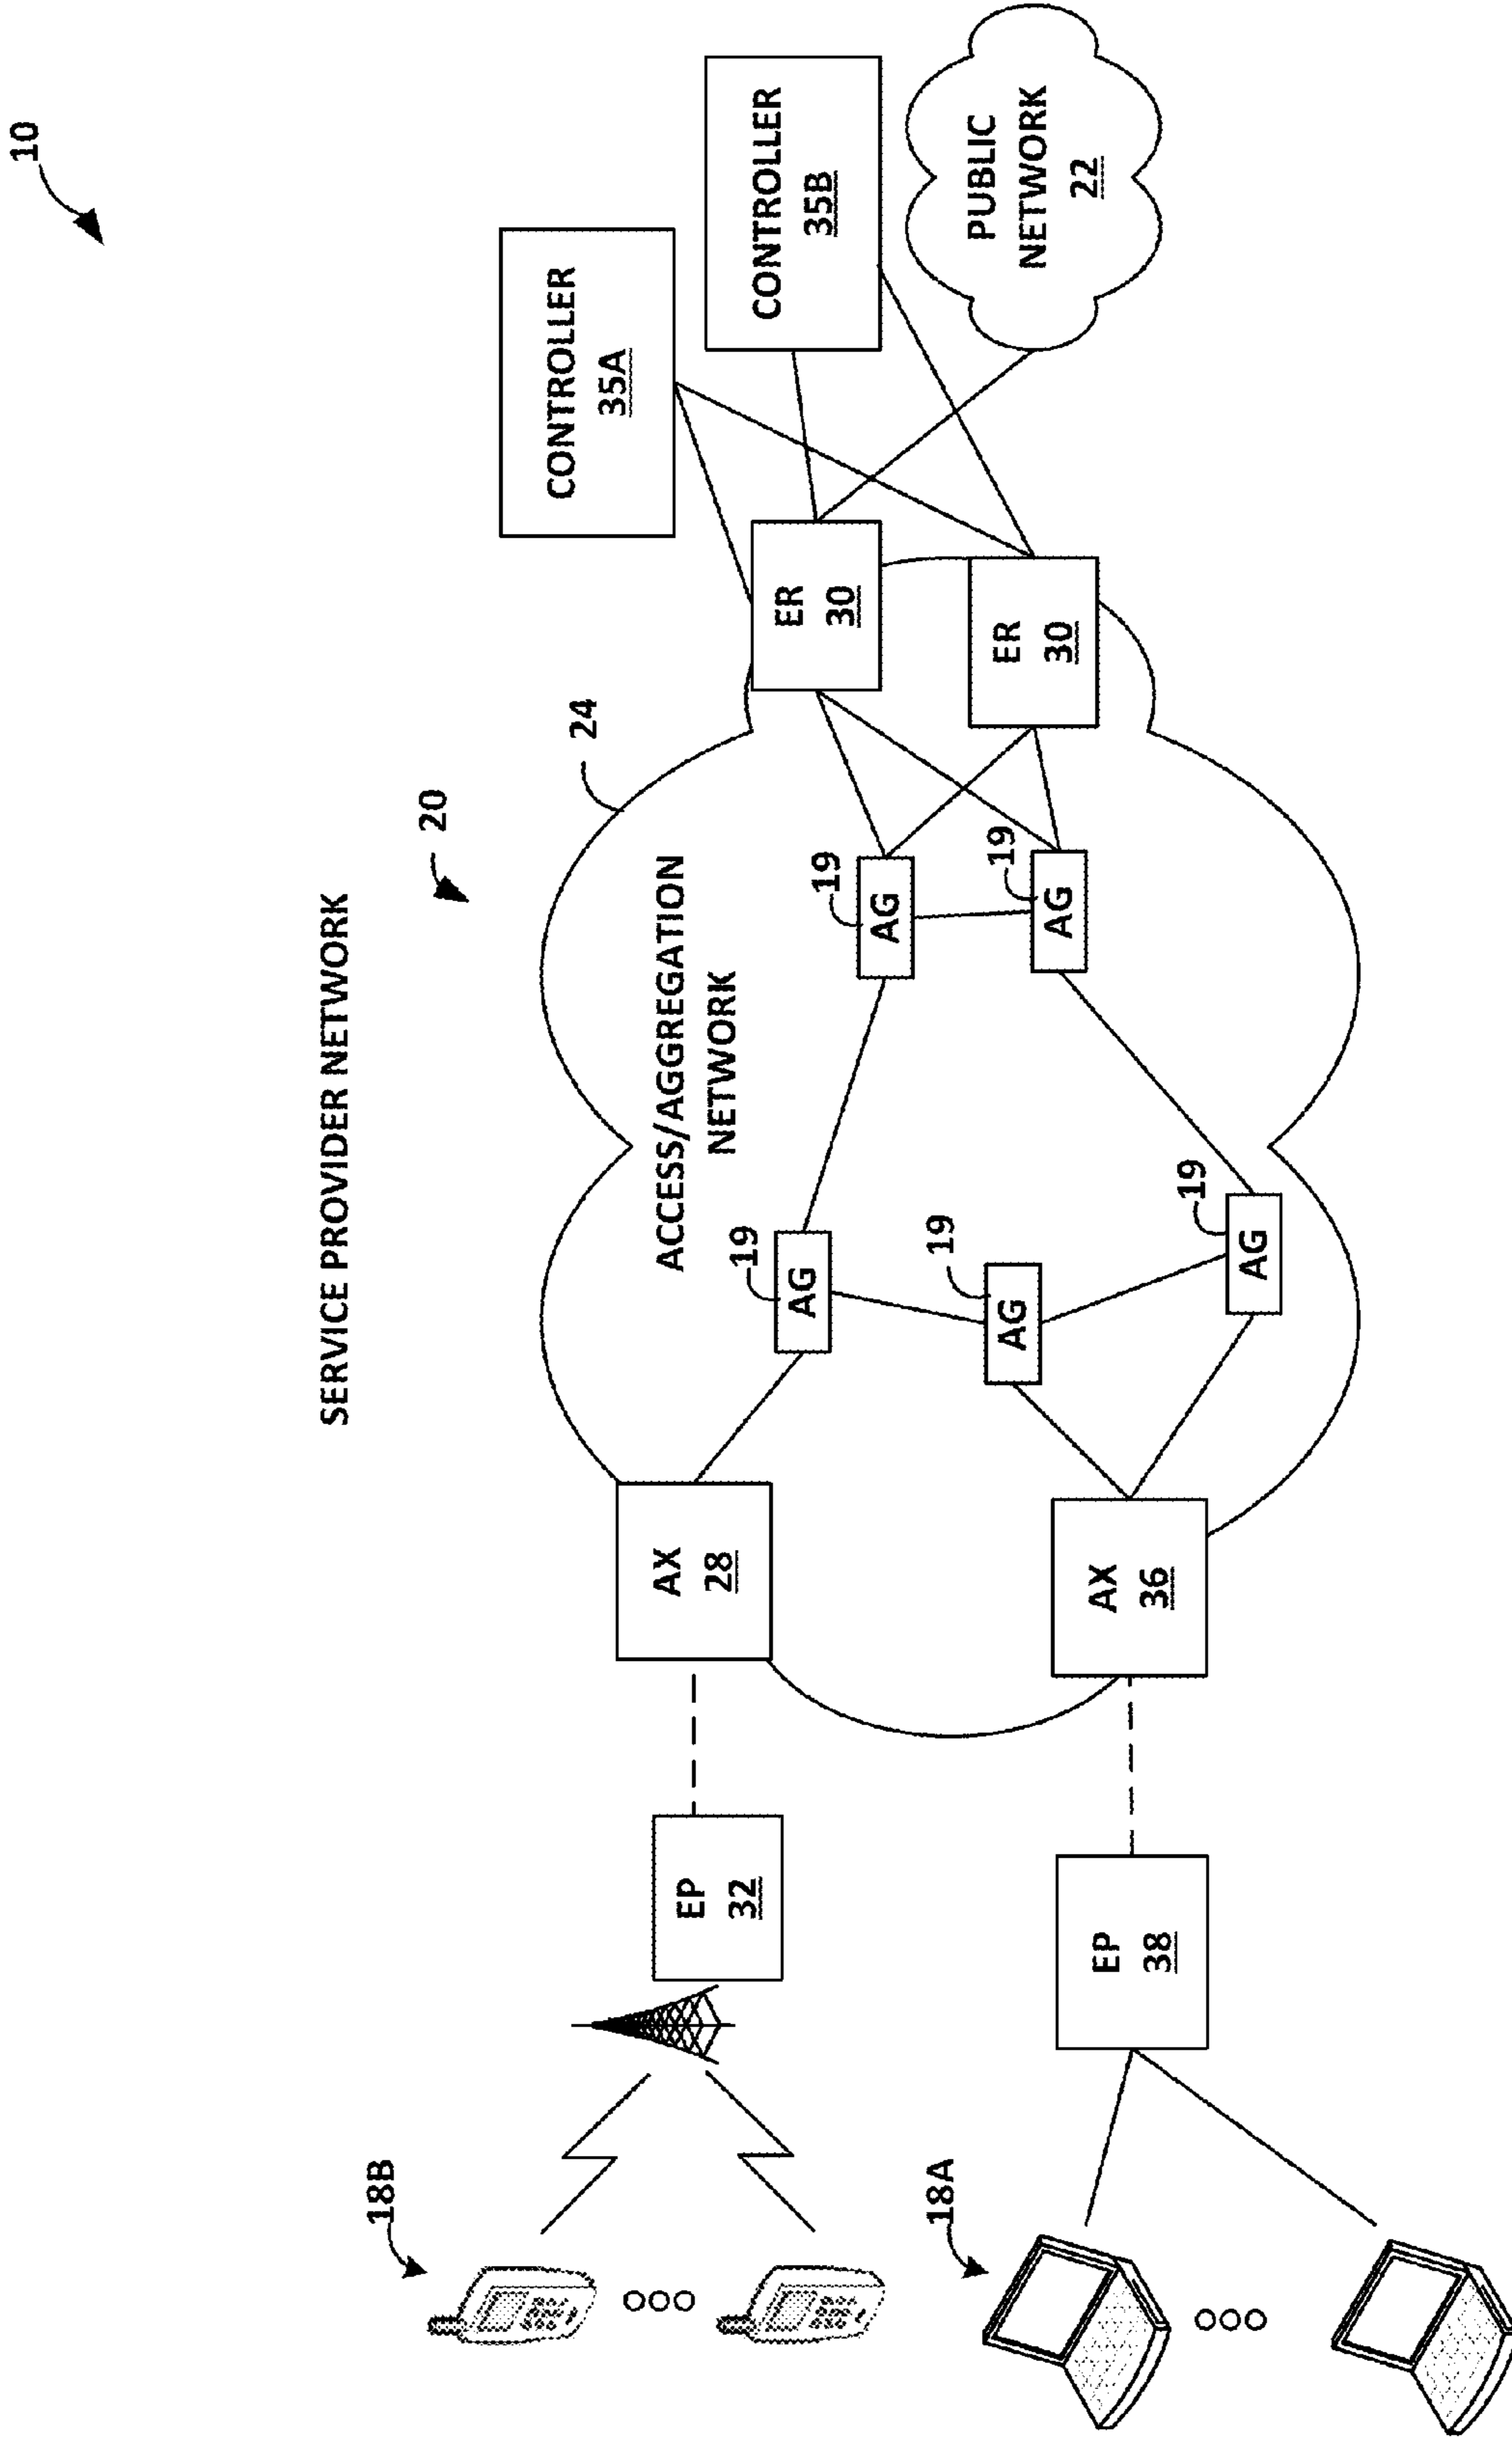 10
SERVICE PROVIDER NETWORK
20
24
ACCESS/AGGREGATION
NETWORK
CONTROLLER
35A
CONTROLLER
35B
PUBLIC
NETWORK
22
ER
30
ER
30
19
AG
19
AG
19
AG
19
AG
19
AG
AX
28
AX
36
EP
32
EP
38
18B
18A